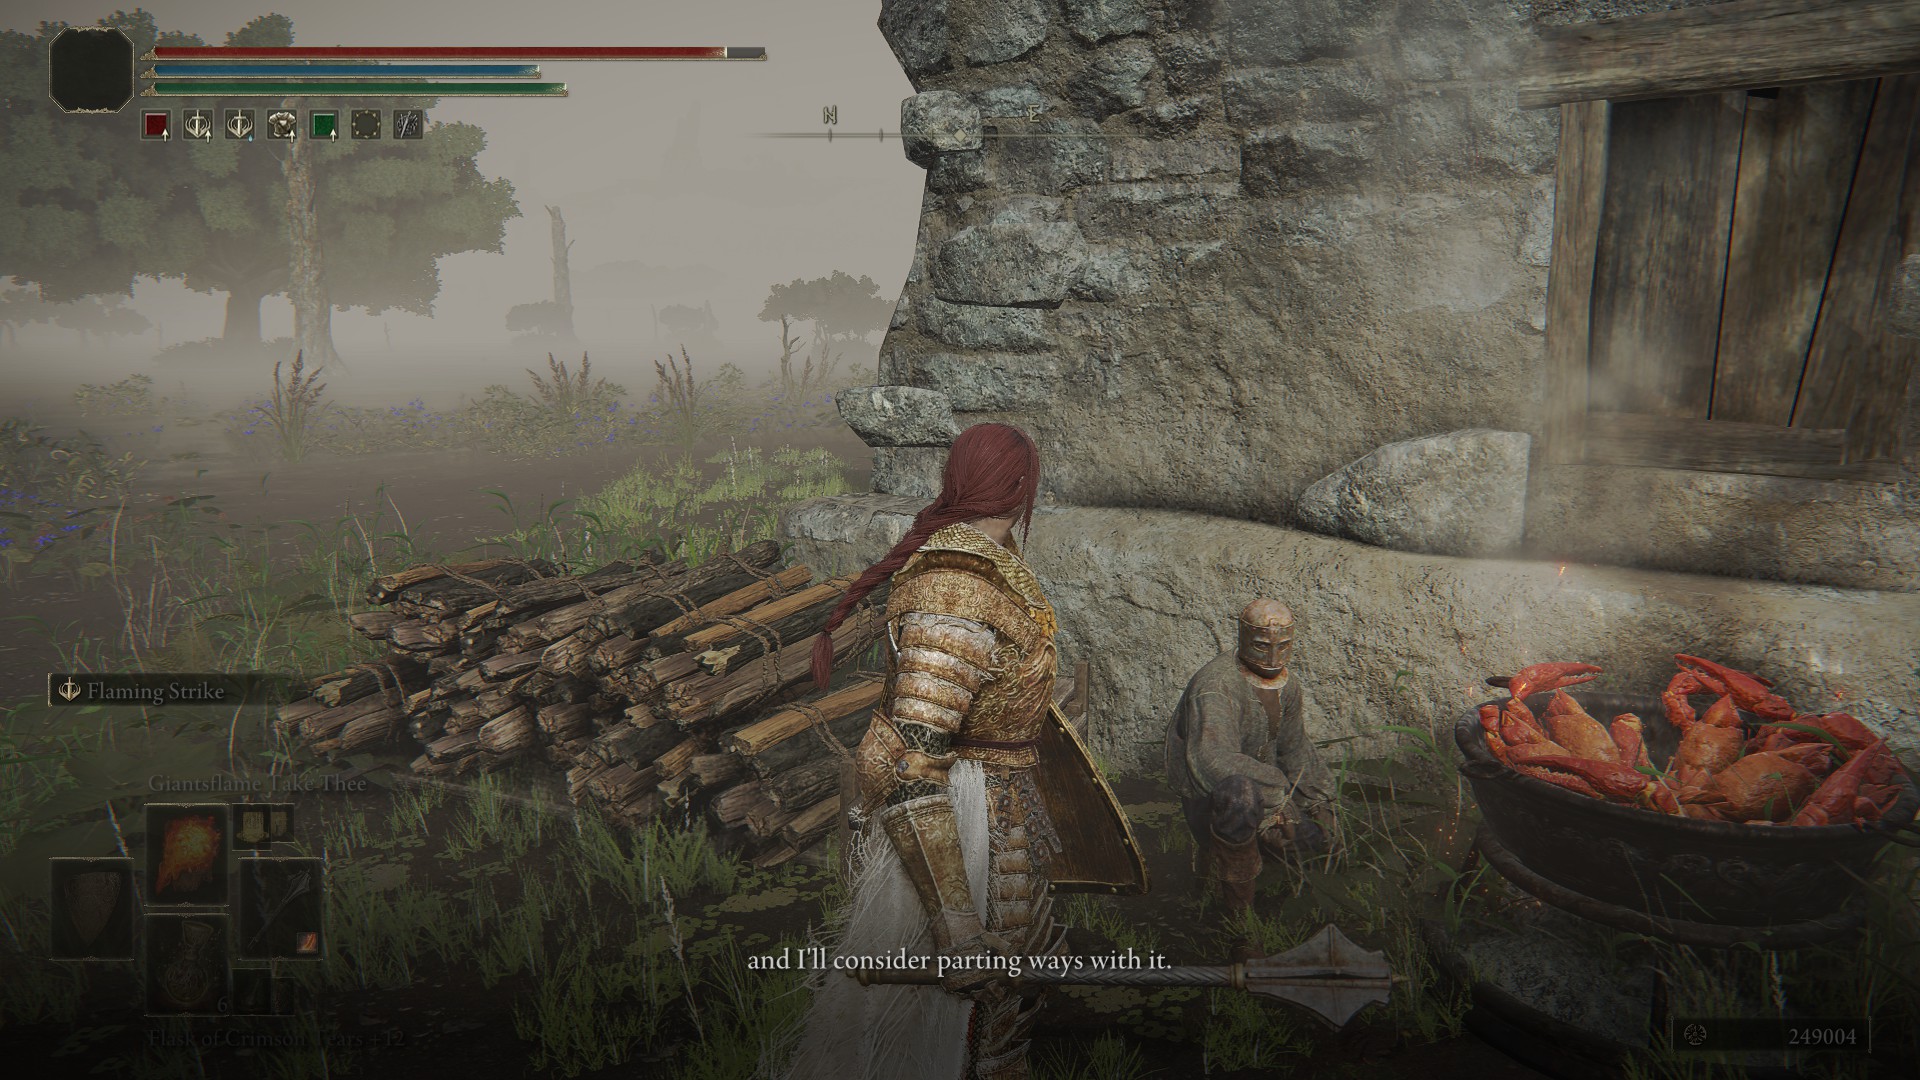 N
E
Flaming Strike
Giantsflame Take Thee
6
Flask of Crimson Tears +12
and I'll consider parting ways with it.
249004